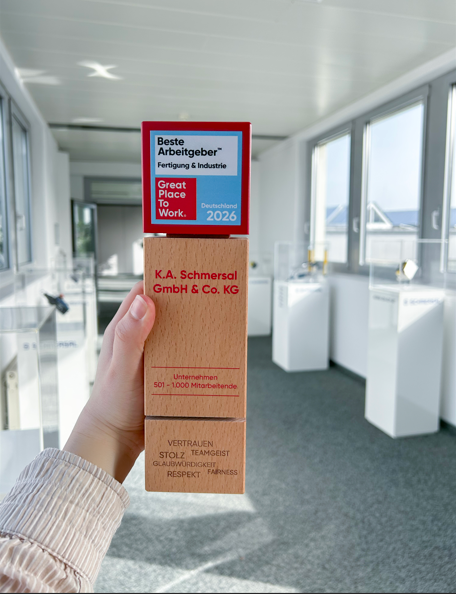 Beste
Arbeitgeber™
Fertigung & Industrie
Great
Place
To
Work.
Deutschland
2026
K.A. Schmersal
GmbH & Co. KG
Unternehmen
501 - 1.000 Mitarbeitende
VERTRAUEN
STOLZ TEAMGEIST
GLAUBWÜRDIGKEIT
RESPEKT FAIRNESS